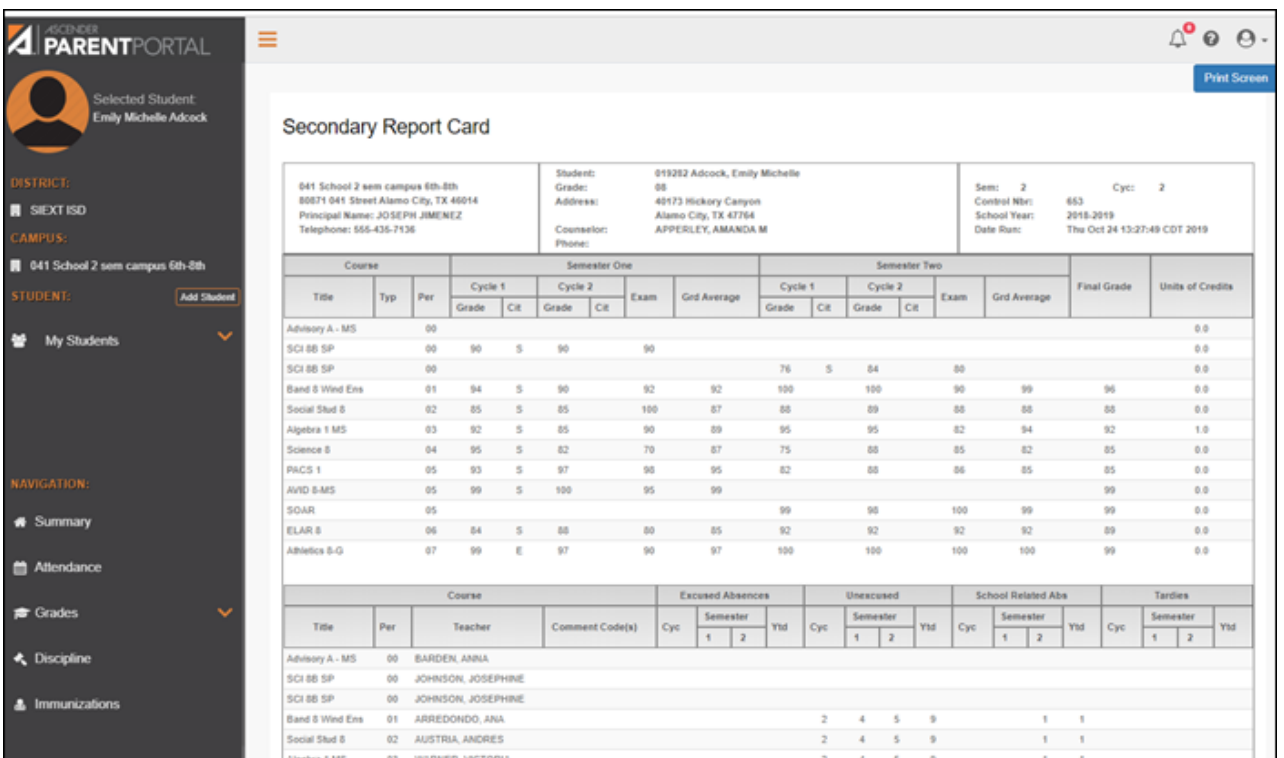 ASCENDER
PARENTPORTAL
Print Screen
Selected Student:
Emily Michelle Adcock
DISTRICT:
SIEXT ISD
CAMPUS:
041 School 2 sem campus 6th-8th
STUDENT:
Add Student
My Students
NAVIGATION:
Summary
Attendance
Grades
Discipline
Immunizations
Secondary Report Card
041 School 2 sem campus 6th-8th
80871 041 Street Alamo City, TX 46014
Principal Name: JOSEPH JIMENEZ
Telephone: 555-435-7136
Student: 019282 Adcock, Emily Michelle
Grade: 08
Address: 40173 Hickory Canyon
Alamo City, TX 47764
Counselor: APPERLEY, AMANDA M
Phone:
Sem: 2 Cyc: 2
Control Nbr: 653
School Year: 2018-2019
Date Run: Thu Oct 24 13:27:49 CDT 2019
Course Semester One Semester Two Final Grade Units of Credits
Title Typ Per Cycle 1 Cycle 2 Exam Grd Average Cycle 1 Cycle 2 Exam Grd Average
Grade Cit Grade Cit Grade Cit Grade Cit
Advisory A - MS 00 0.0
SCI 8B SP 00 90 S 90 90 0.0
SCI 8B SP 00 76 S 84 80 0.0
Band 8 Wind Ens 01 94 S 90 92 92 100 100 90 99 96 0.0
Social Stud 8 02 85 S 85 100 87 88 89 88 88 88 0.0
Algebra 1 MS 03 92 S 85 90 89 95 95 82 94 92 1.0
Science 8 04 95 S 82 70 87 75 88 85 82 85 0.0
PACS 1 05 93 S 97 98 95 82 88 86 85 85 0.0
AVID 8-MS 05 99 S 100 95 99 99 0.0
SOAR 05 99 98 100 99 99 0.0
ELAR 8 06 84 S 88 80 85 92 92 92 92 89 0.0
Athletics 8-G 07 99 E 97 90 97 100 100 100 100 99 0.0
Course Excused Absences Unexcused School Related Abs Tardies
Title Per Teacher Comment Code(s) Cyc Semester Ytd Cyc Semester Ytd Cyc Semester Ytd Cyc Semester Ytd
1 2 1 2 1 2 1 2
Advisory A - MS 00 BARDEN, ANNA
SCI 8B SP 00 JOHNSON, JOSEPHINE
SCI 8B SP 00 JOHNSON, JOSEPHINE
Band 8 Wind Ens 01 ARREDONDO, ANA 2 4 5 9 1 1
Social Stud 8 02 AUSTRIA, ANDRES 2 4 5 9 1 1